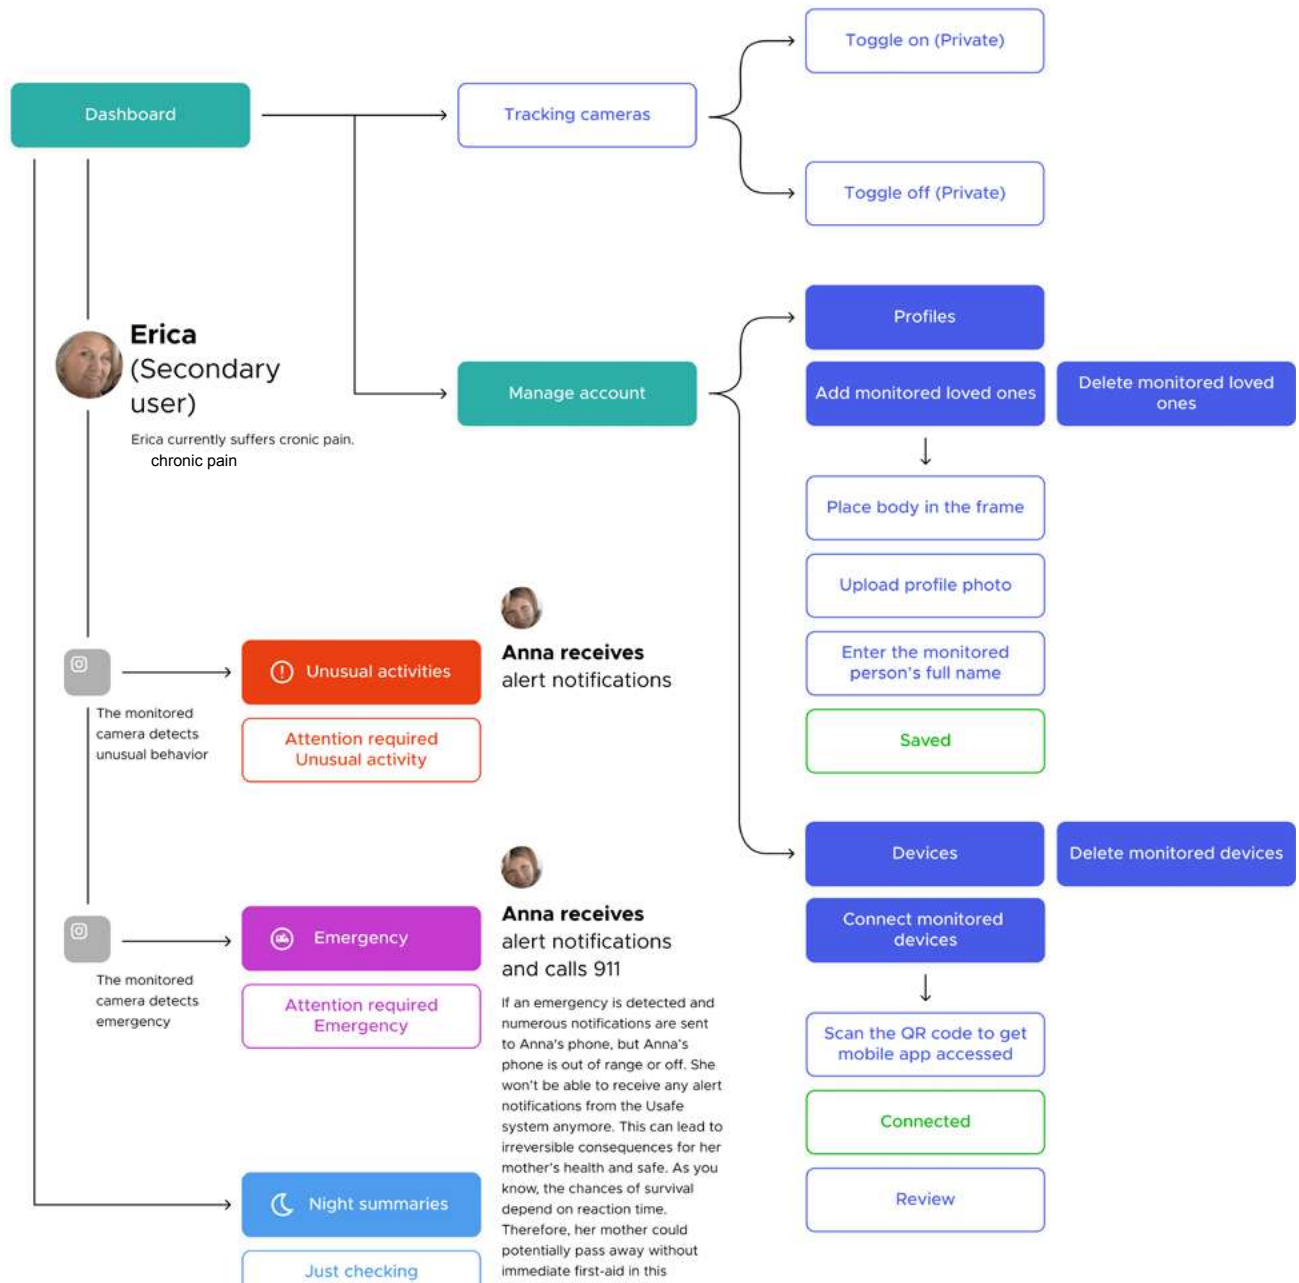 Toggle on (Private)
Dashboard
Tracking cameras
Toggle off (Private)
Erica
(Secondary
user)
Erica currently suffers cronic pain.
chronic pain
Profiles
Manage account
Add monitored loved ones
Delete monitored loved
ones
Place body in the frame
Upload profile photo
Enter the monitored
person's full name
Saved
Unusual activities
Attention required
Unusual activity
The monitored
camera detects
unusual behavior
Anna receives
alert notifications
Devices
Delete monitored devices
Connect monitored
devices
Scan the QR code to get
mobile app accessed
Connected
Review
Emergency
Attention required
Emergency
The monitored
camera detects
emergency
Anna receives
alert notifications
and calls 911
If an emergency is detected and
numerous notifications are sent
to Anna's phone, but Anna's
phone is out of range or off. She
won't be able to receive any alert
notifications from the Usafe
system anymore. This can lead to
irreversible consequences for her
mother's health and safe. As you
know, the chances of survival
depend on reaction time.
Therefore, her mother could
potentially pass away without
immediate first-aid in this
Night summaries
Just checking